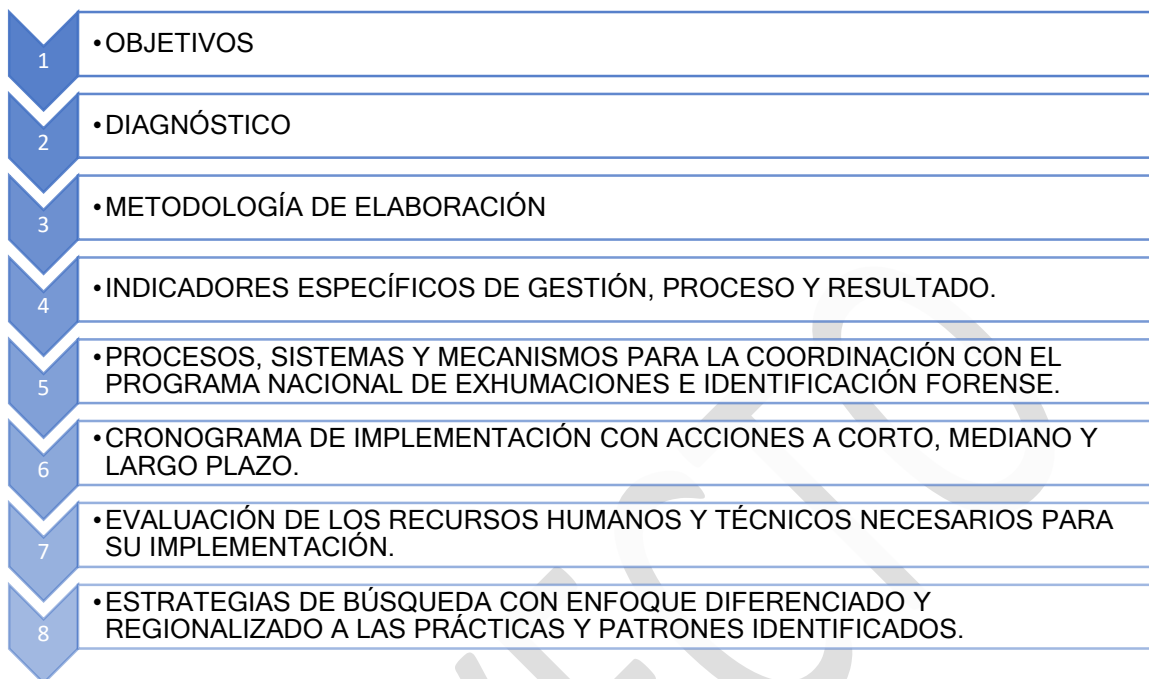 1
•OBJETIVOS
2
•DIAGNÓSTICO
3
•METODOLOGÍA DE ELABORACIÓN
4
•INDICADORES ESPECÍFICOS DE GESTIÓN, PROCESO Y RESULTADO.
5
•PROCESOS, SISTEMAS Y MECANISMOS PARA LA COORDINACIÓN CON EL
PROGRAMA NACIONAL DE EXHUMACIONES E IDENTIFICACIÓN FORENSE.
6
•CRONOGRAMA DE IMPLEMENTACIÓN CON ACCIONES A CORTO, MEDIANO Y
LARGO PLAZO.
7
•EVALUACIÓN DE LOS RECURSOS HUMANOS Y TÉCNICOS NECESARIOS PARA
SU IMPLEMENTACIÓN.
8
•ESTRATEGIAS DE BÚSQUEDA CON ENFOQUE DIFERENCIADO Y
REGIONALIZADO A LAS PRÁCTICAS Y PATRONES IDENTIFICADOS.